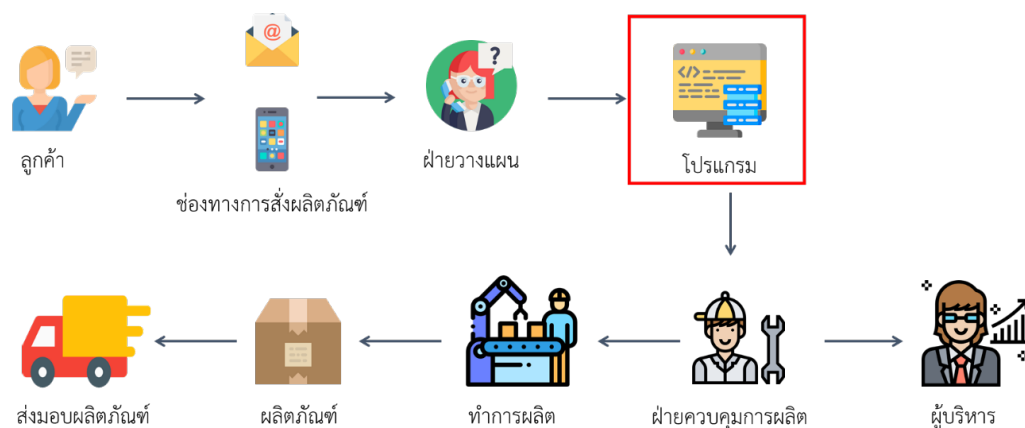 @
?
</>
ลูกค้า
ช่องทางการสั่งผลิตภัณฑ์
ฝ่ายวางแผน
โปรแกรม
ส่งมอบผลิตภัณฑ์
ผลิตภัณฑ์
ทำการผลิต
ฝ่ายควบคุมการผลิต
ผู้บริหาร